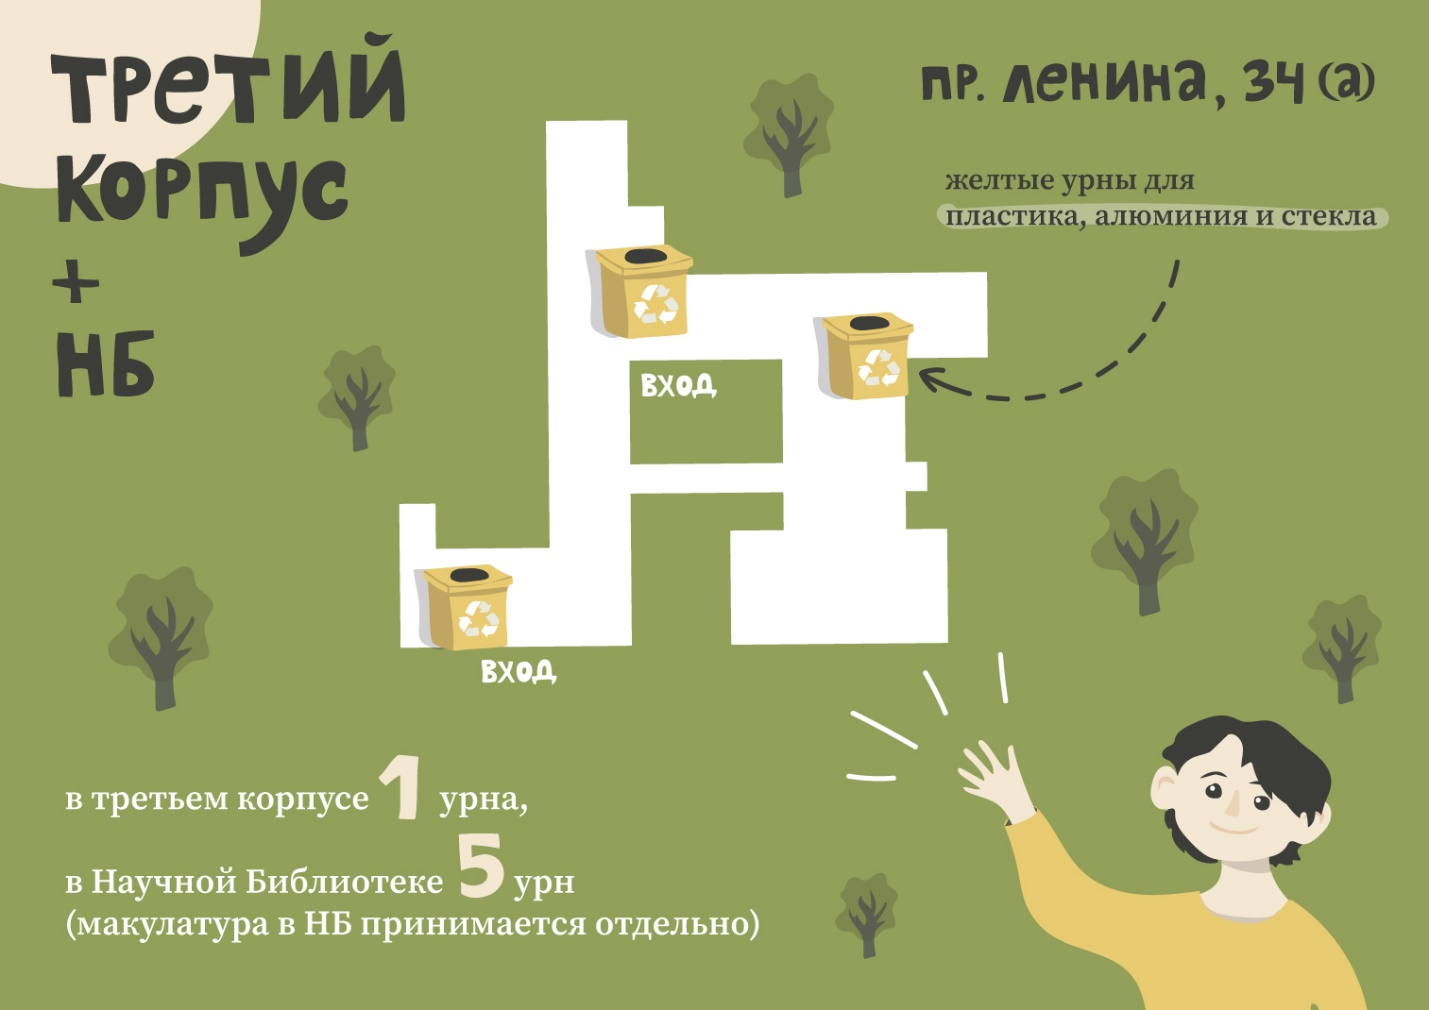 третий
корпус
+
НБ
пр. Ленина, 34 (а)
желтые урны для
пластика, алюминия и стекла
вход
вход
в третьем корпусе 1 урна,
в Научной Библиотеке 5 урн
(макулатура в НБ принимается отдельно)